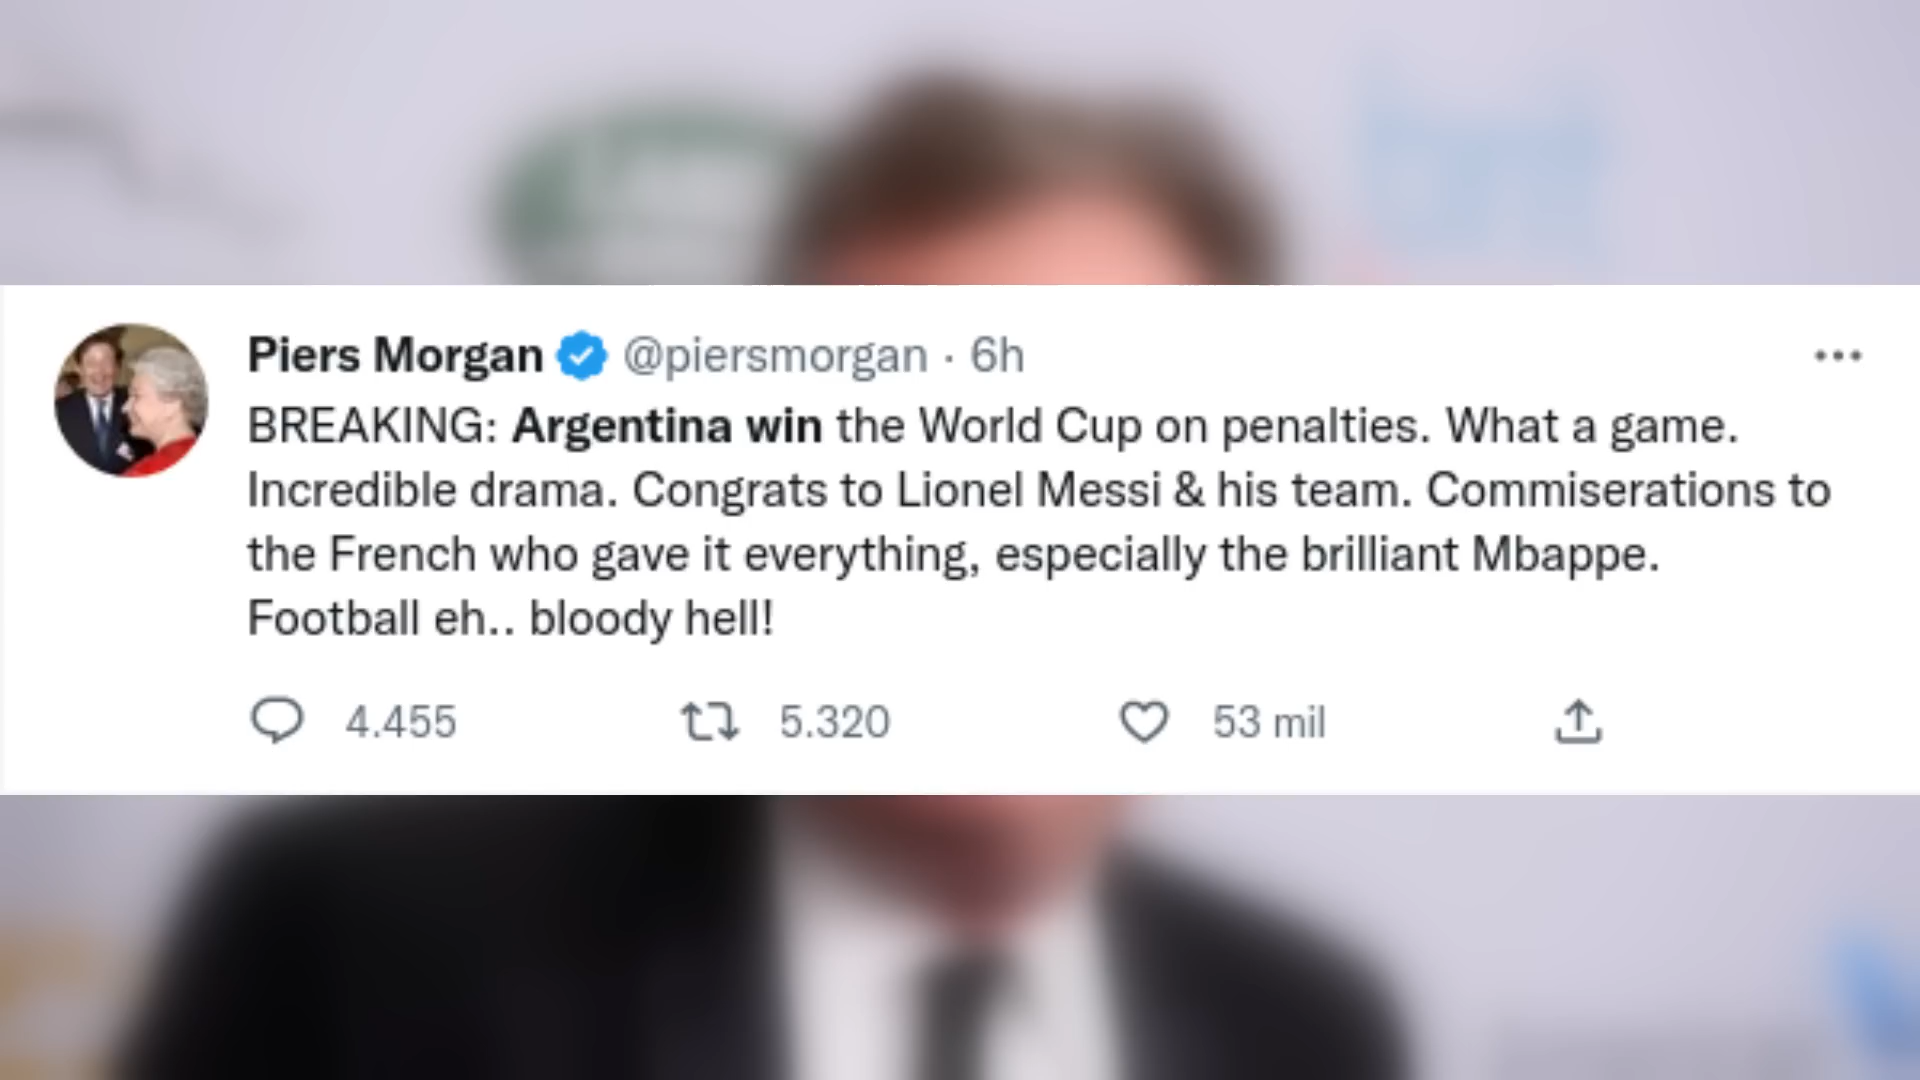 Piers Morgan @piersmorgan · 6h
BREAKING: Argentina win the World Cup on penalties. What a game.
Incredible drama. Congrats to Lionel Messi & his team. Commiserations to
the French who gave it everything, especially the brilliant Mbappe.
Football eh.. bloody hell!
4.455 5.320 53 mil